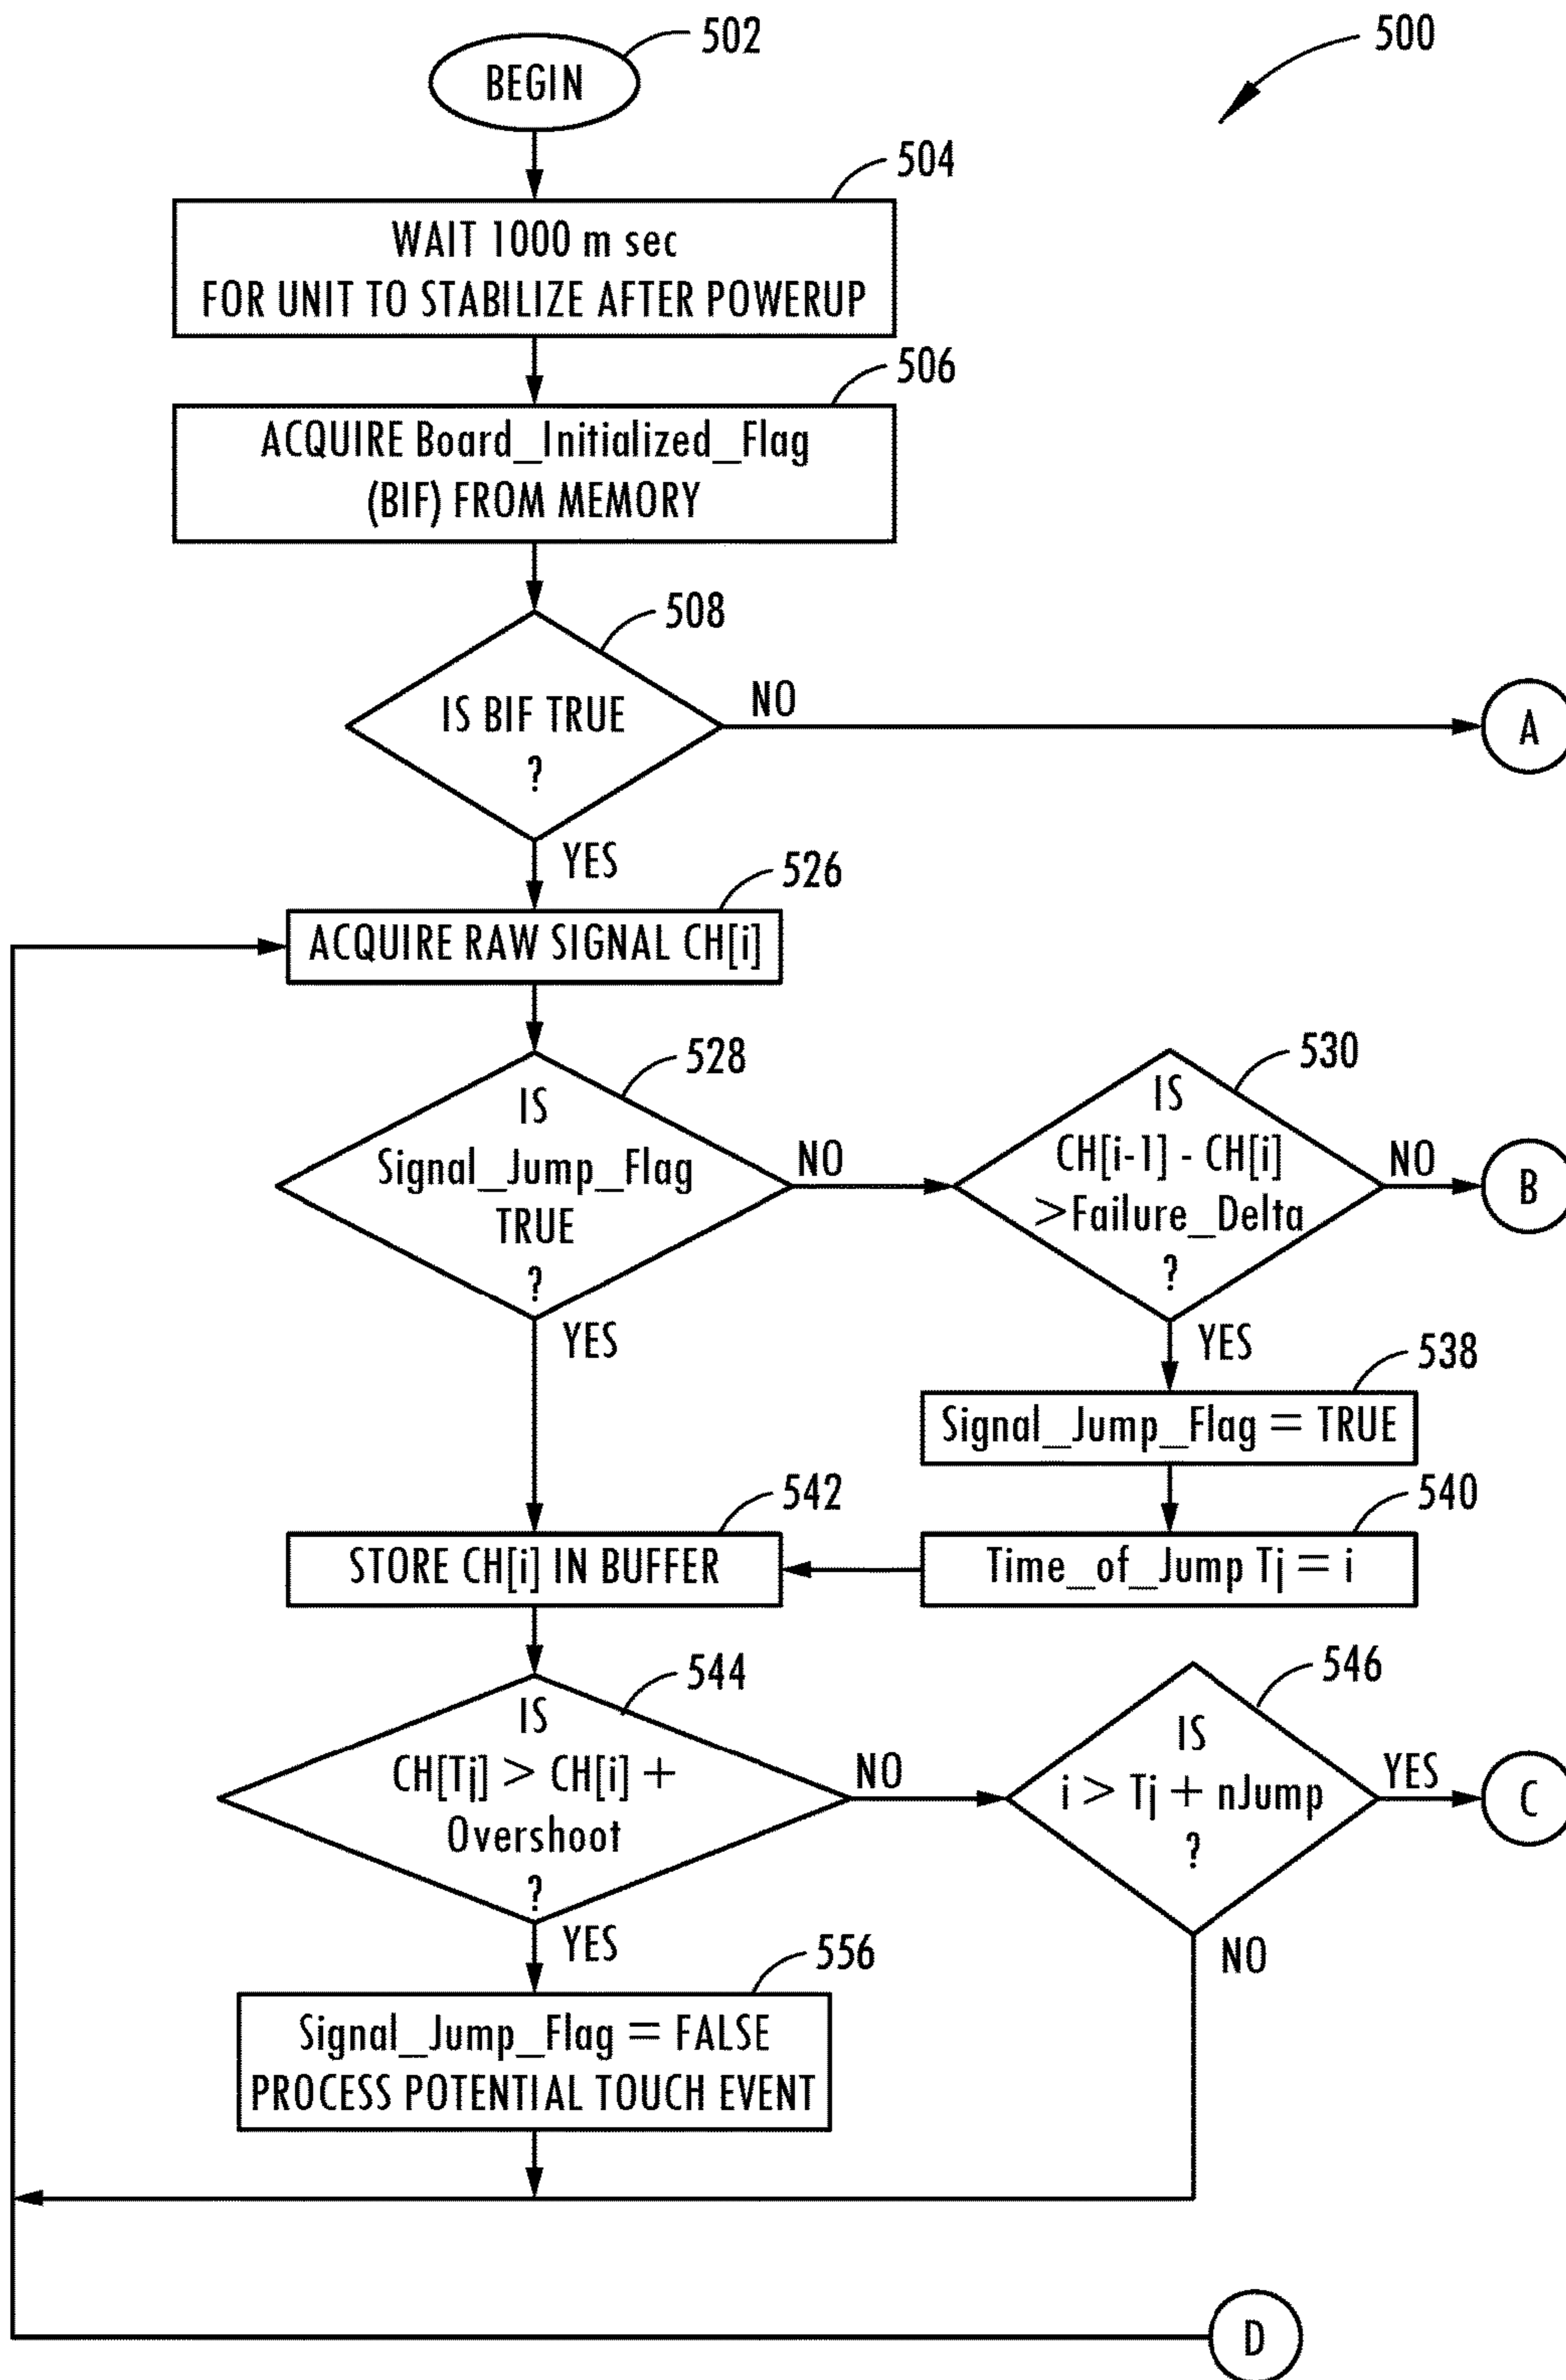 500
502
BEGIN
504
WAIT 1000 m sec
FOR UNIT TO STABILIZE AFTER POWERUP
506
ACQUIRE Board_Initialized_Flag
(BIF) FROM MEMORY
508
IS BIF TRUE
?
NO
A
YES
526
ACQUIRE RAW SIGNAL CH[i]
528
IS
Signal_Jump_Flag
TRUE
?
NO
YES
530
IS
CH[i-1] - CH[i]
>Failure_Delta
?
NO
B
YES
538
Signal_Jump_Flag = TRUE
540
Time_of_Jump Tj = i
542
STORE CH[i] IN BUFFER
544
IS
CH[Tj] > CH[i] +
Overshoot
?
NO
YES
546
IS
i > Tj + nJump
?
YES
C
NO
556
Signal_Jump_Flag = FALSE
PROCESS POTENTIAL TOUCH EVENT
D